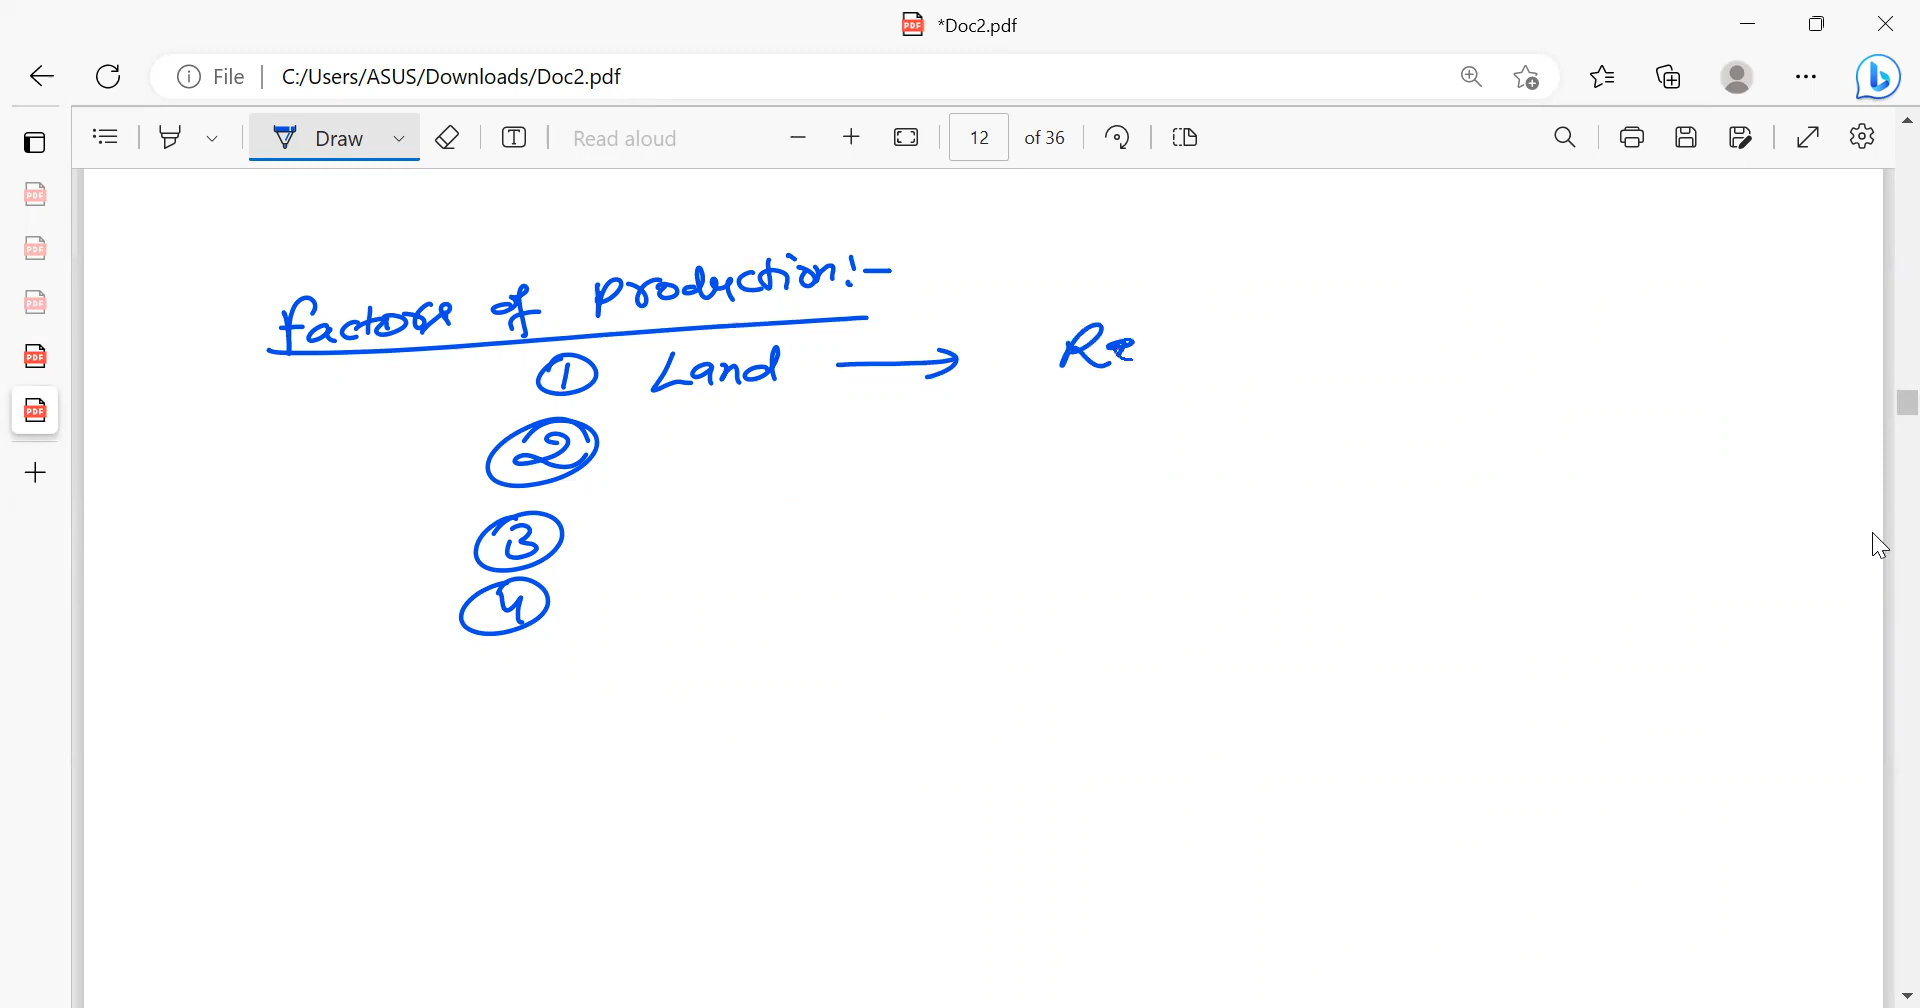 *Doc2.pdf
File C:/Users/ASUS/Downloads/Doc2.pdf
Draw Read aloud 12 of 36
factors of production:-
1 Land → Re
2
3
4